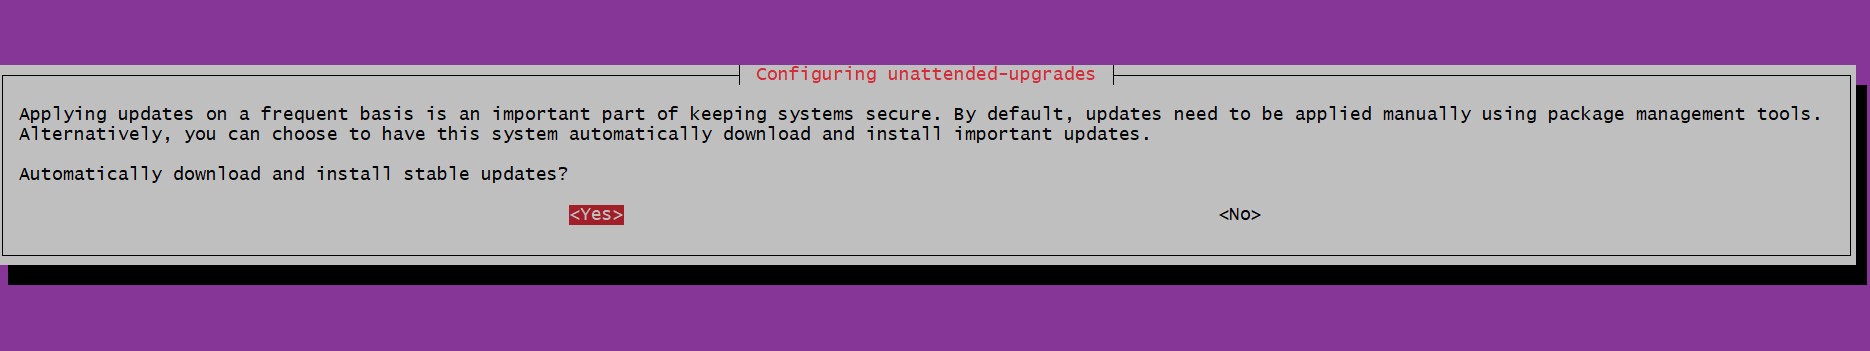 Configuring unattended-upgrades
Applying updates on a frequent basis is an important part of keeping systems secure. By default, updates need to be applied manually using package management tools.
Alternatively, you can choose to have this system automatically download and install important updates.
Automatically download and install stable updates?
<Yes> <No>